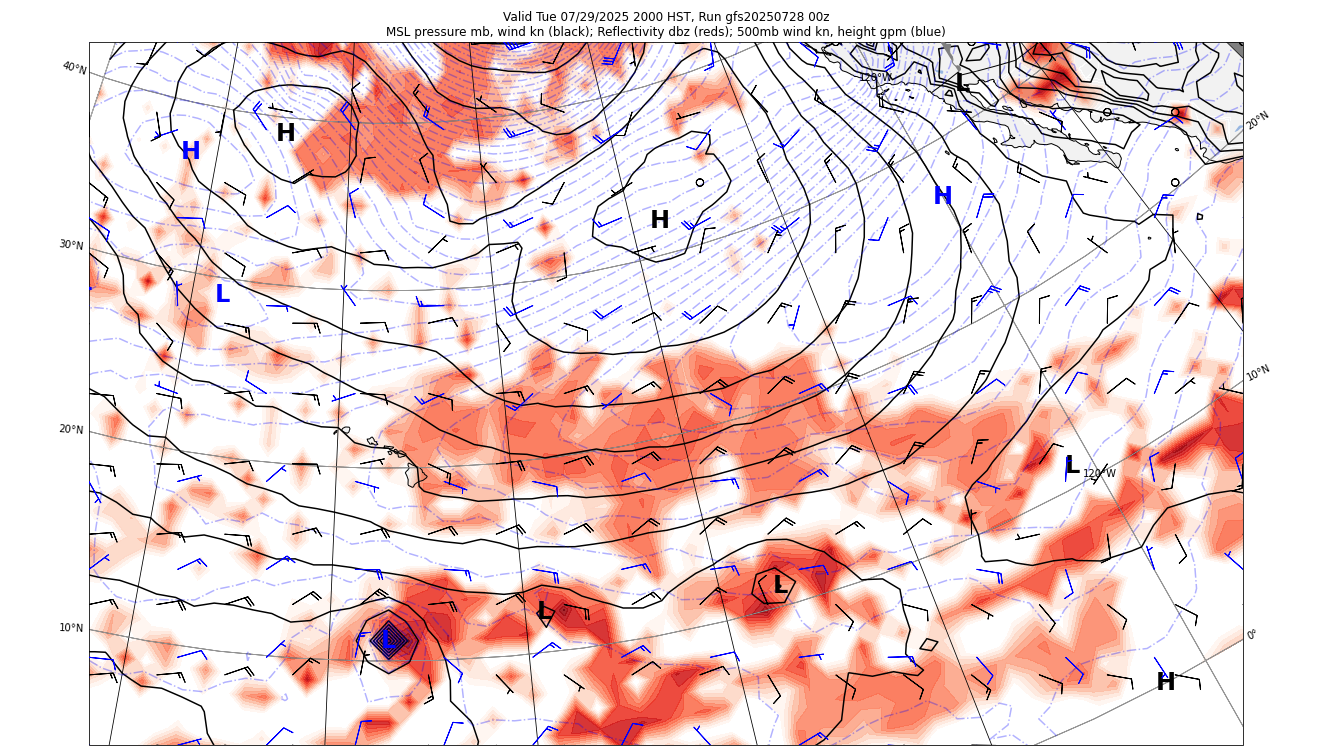 Valid Tue 07/29/2025 2000 HST, Run gfs20250728 00z
MSL pressure mb, wind kn (black); Reflectivity dbz (reds); 500mb wind kn, height gpm (blue)
40°N
120°W
L
20°N
H
H
H
H
30°N
L
10°N
20°N
L
120°W
L
L
10°N
L
0°
H